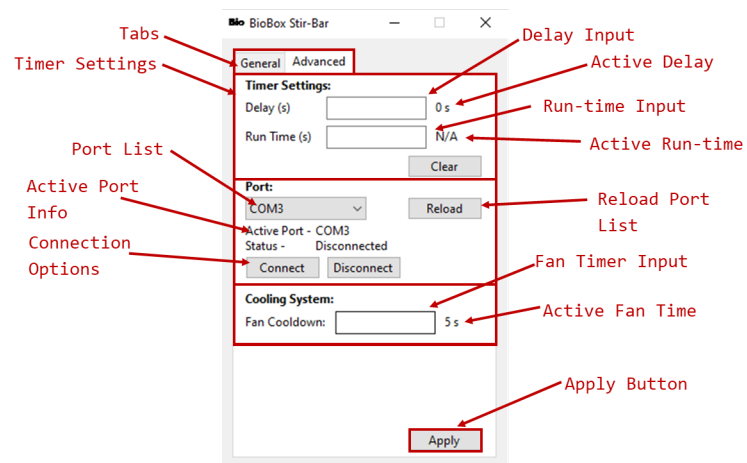 Bio BioBox Stir-Bar
Tabs
Delay Input
Timer Settings
General Advanced
Active Delay
Timer Settings:
Delay (s) 0 s
Run-time Input
Run Time (s) N/A
Active Run-time
Port List
Clear
Port:
Active Port
Info
COM3 Reload
Reload Port
List
Active Port - COM3
Status - Disconnected
Connection
Options
Connect Disconnect
Fan Timer Input
Cooling System:
Fan Cooldown: 5 s
Active Fan Time
Apply Button
Apply